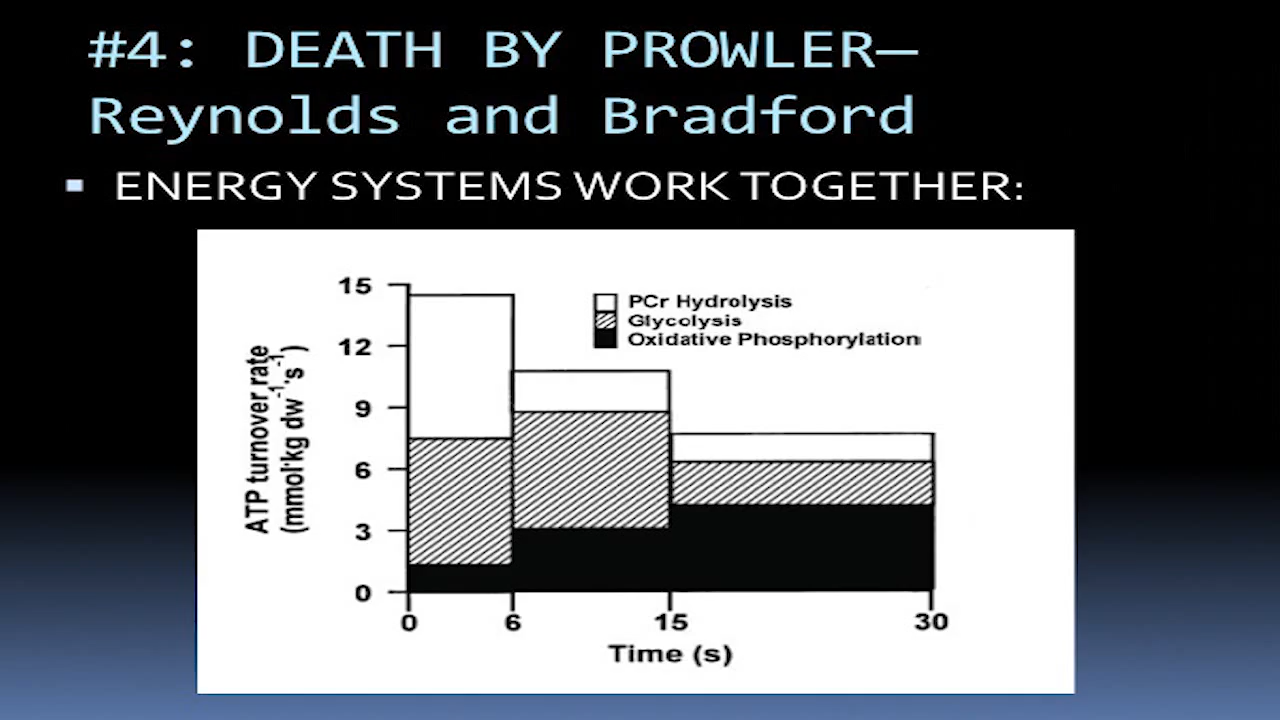 #4: DEATH BY PROWLER—
Reynolds and Bradford
▪ ENERGY SYSTEMS WORK TOGETHER:
15
12
9
6
3
0
ATP turnover rate
(mmol·kg dw⁻¹·s⁻¹)
PCr Hydrolysis
Glycolysis
Oxidative Phosphorylation
0 6 15 30
Time (s)